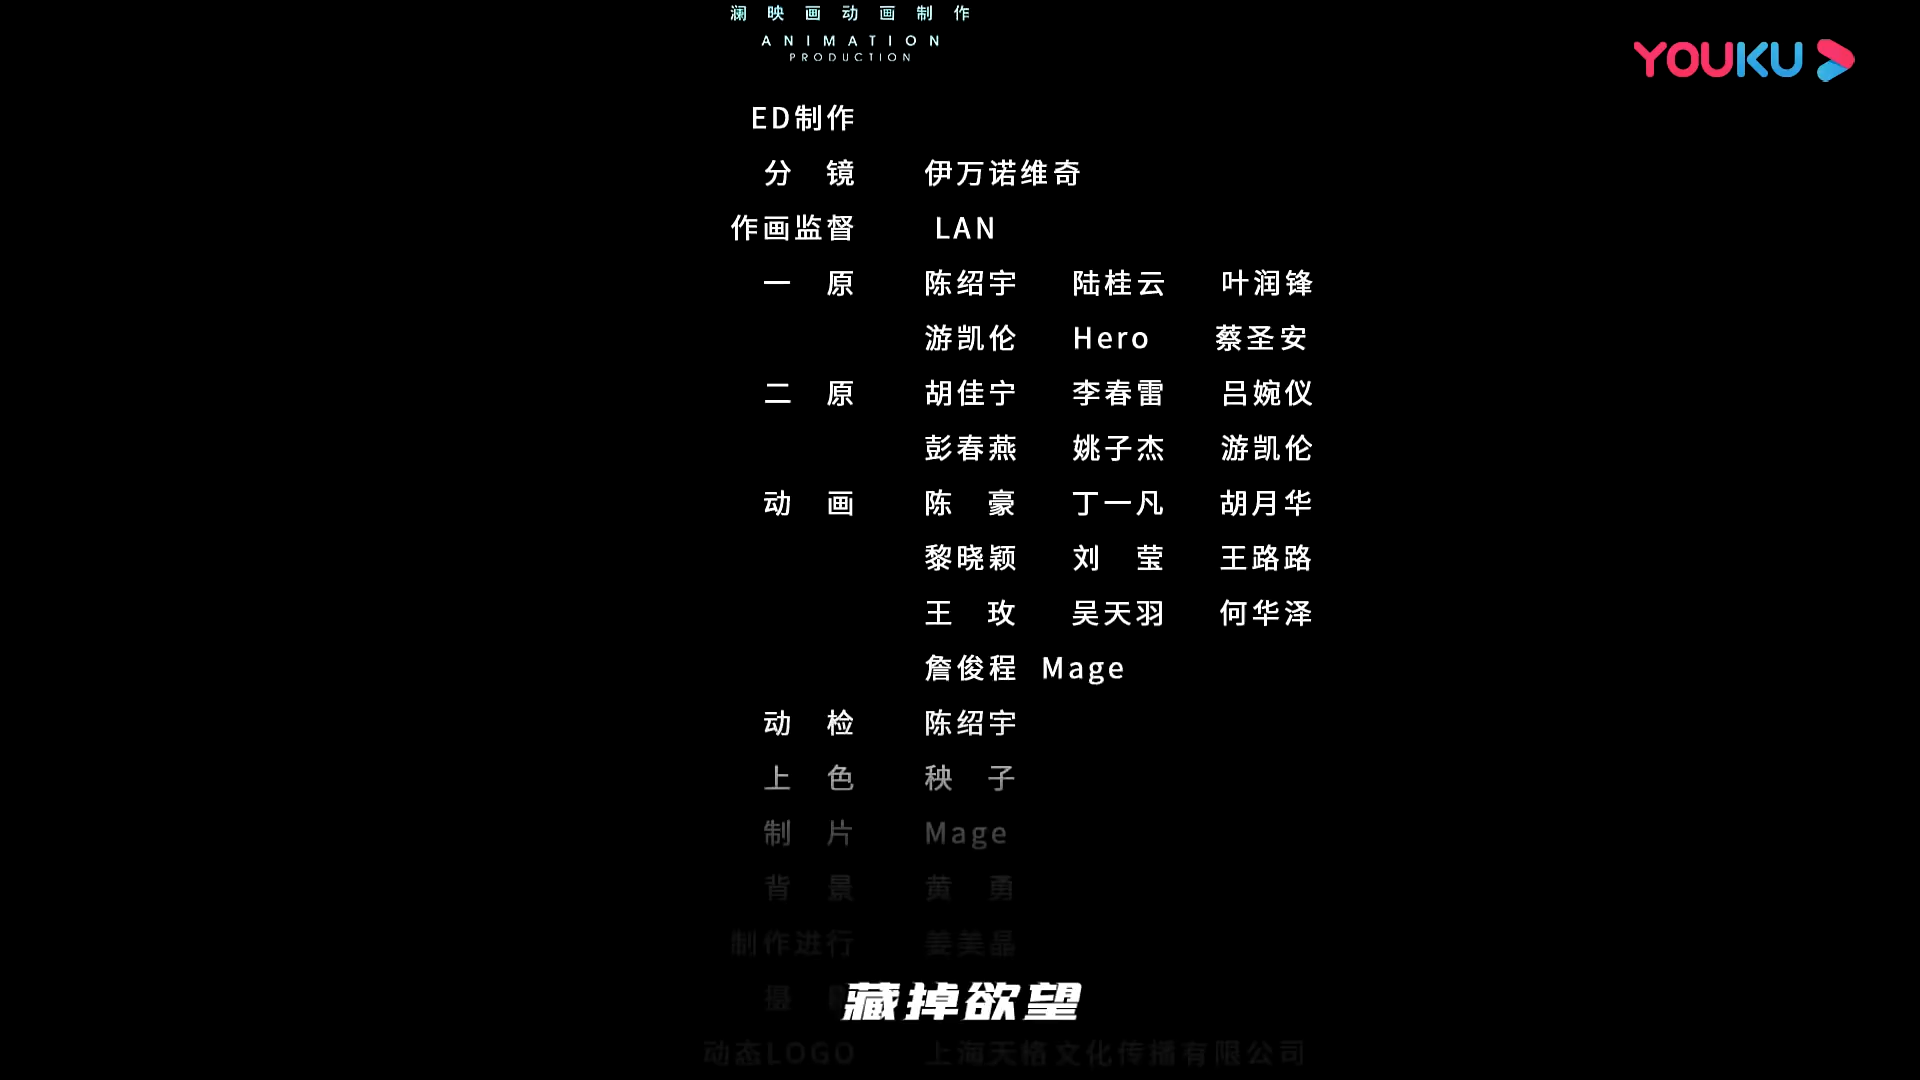 澜映画动画制作
ANIMATION
PRODUCTION
YOUKU
ED制作
分 镜 伊万诺维奇
作画监督 LAN
一 原 陈绍宇 陆桂云 叶润锋
游凯伦 Hero 蔡圣安
二 原 胡佳宁 李春雷 吕婉仪
彭春燕 姚子杰 游凯伦
动 画 陈 豪 丁一凡 胡月华
黎晓颖 刘 莹 王路路
王 玫 吴天羽 何华泽
詹俊程 Mage
动 检 陈绍宇
上 色 秧 子
制 片 Mage
背 景 黄 勇
制作进行 姜美晶
摄
藏掉欲望
动态LOGO 上海天格文化传播有限公司